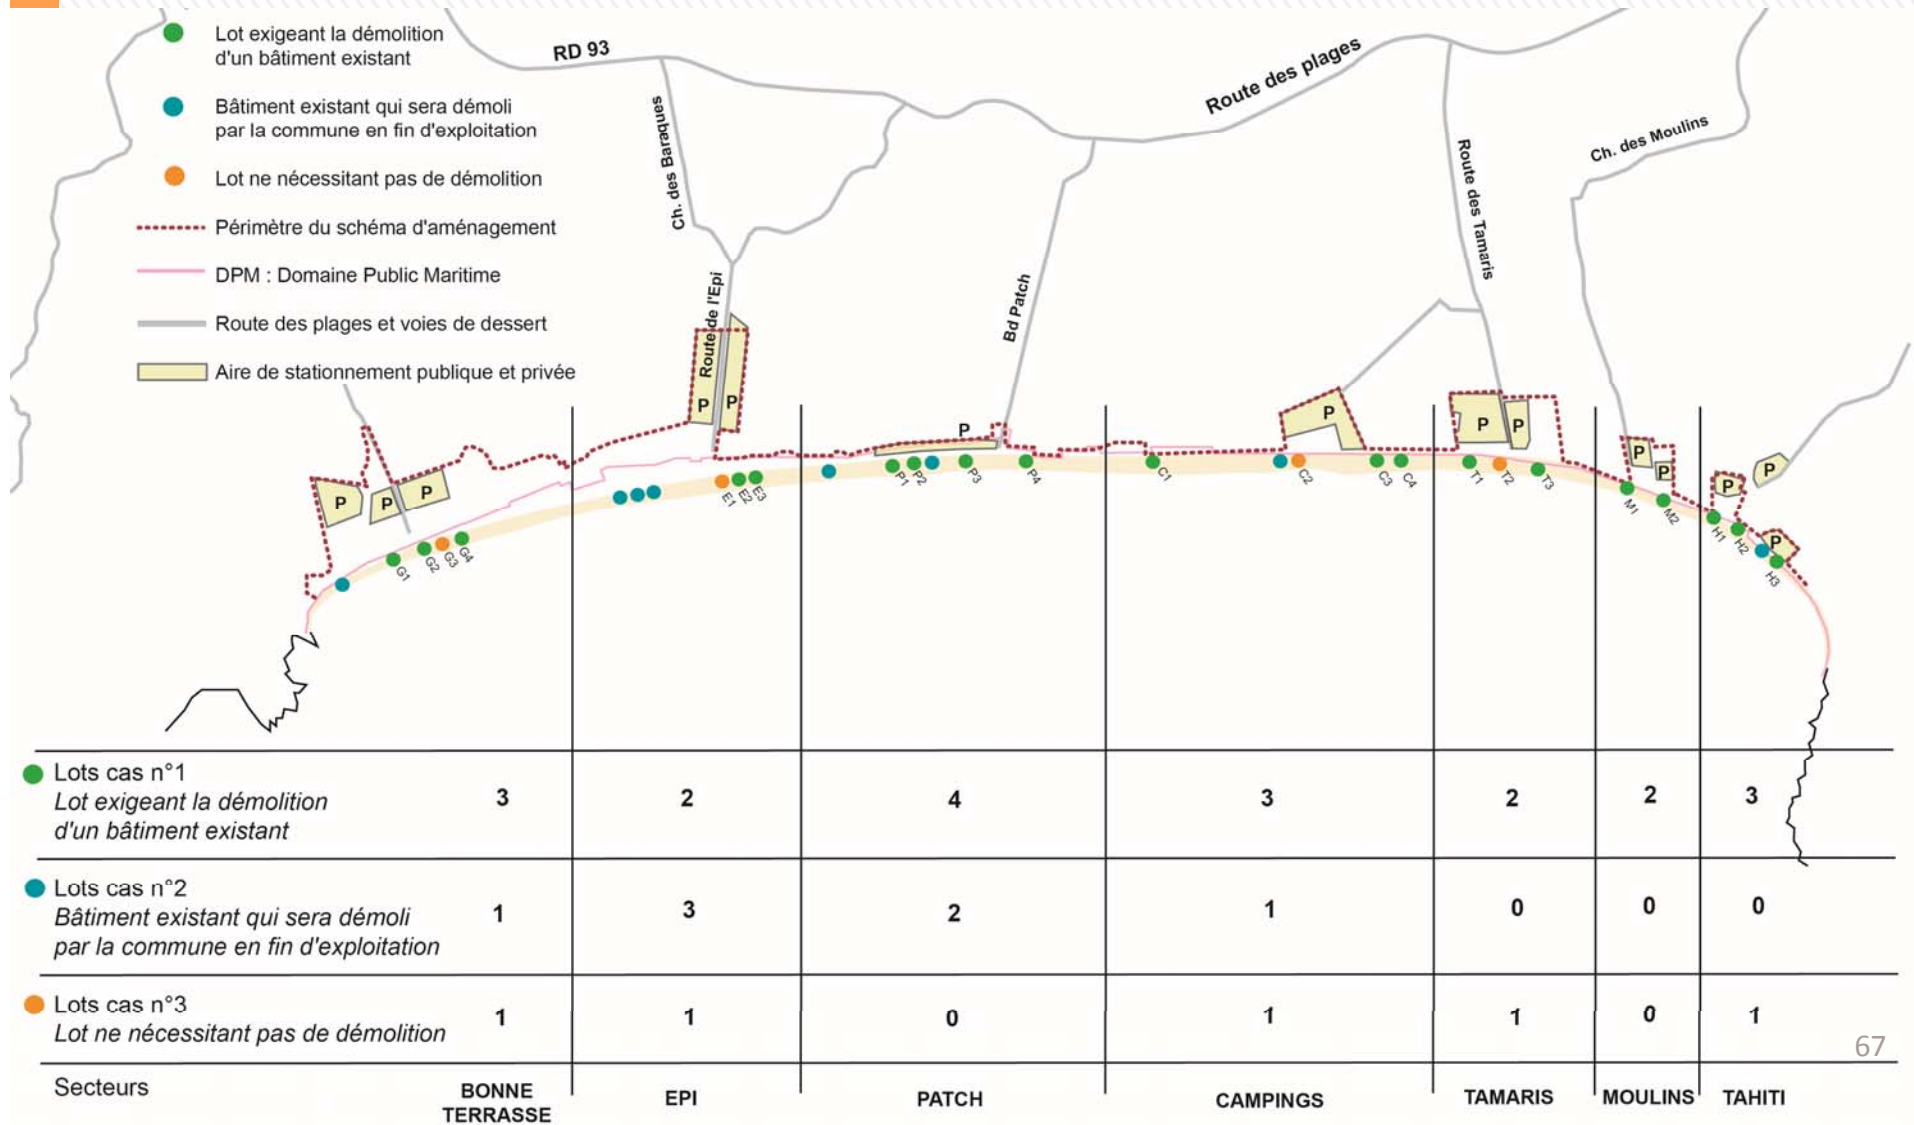 Lot exigeant la démolition
d'un bâtiment existant
Bâtiment existant qui sera démoli
par la commune en fin d'exploitation
Lot ne nécessitant pas de démolition
Périmètre du schéma d'aménagement
DPM : Domaine Public Maritime
Route des plages et voies de dessert
Aire de stationnement publique et privée
RD 93
Route des plages
Ch. des Baraques
Route de l'Epi
Bd Patch
Route des Tamaris
Ch. des Moulins
P
P
P
P
P
P
P
P
P
P
P
P
P
P
G1
G2
G3
G4
E1
E2
E3
P1
P2
P3
P4
C1
C2
C3
C4
T1
T2
T3
M1
M2
H1
H2
H3
Lots cas n°1
Lot exigeant la démolition
d'un bâtiment existant
3 2 4 3 2 2 3
Lots cas n°2
Bâtiment existant qui sera démoli
par la commune en fin d'exploitation
1 3 2 1 0 0 0
Lots cas n°3
Lot ne nécessitant pas de démolition
1 1 0 1 1 0 1
67
Secteurs
BONNE
TERRASSE
EPI
PATCH
CAMPINGS
TAMARIS
MOULINS
TAHITI